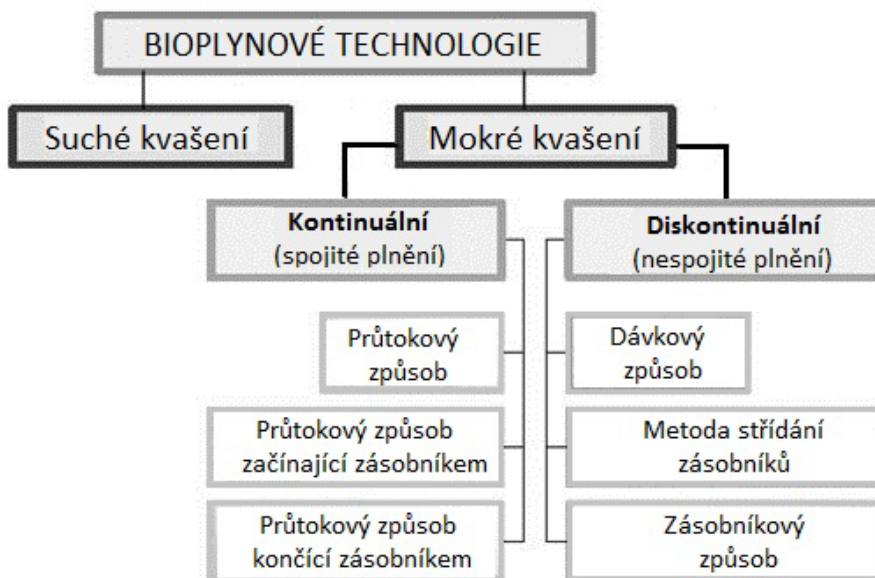 BIOPLYNOVÉ TECHNOLOGIE
Suché kvašení
Mokré kvašení
Kontinuální
(spojité plnění)
Diskontinuální
(nespojité plnění)
Průtokový
způsob
Dávkový
způsob
Průtokový způsob
začínající zásobníkem
Metoda střídání
zásobníků
Průtokový způsob
končící zásobníkem
Zásobníkový
způsob